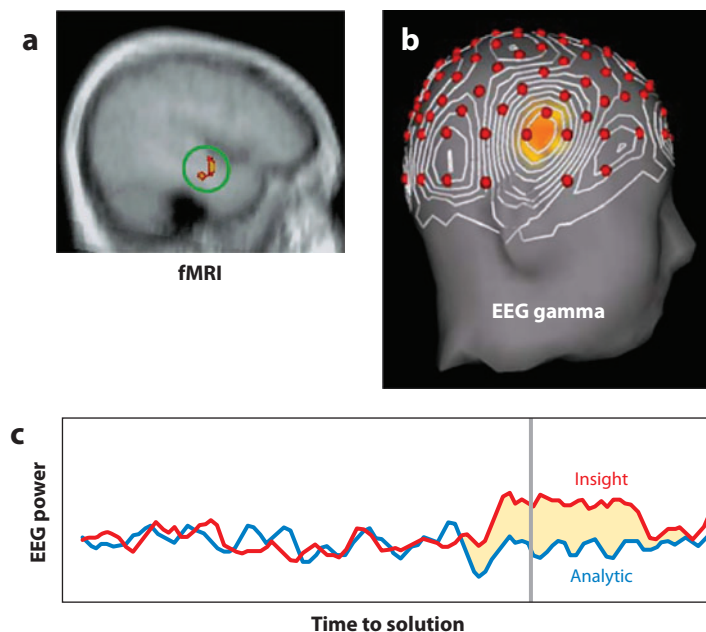 a
fMRI
b
EEG gamma
c
EEG power
Insight
Analytic
Time to solution